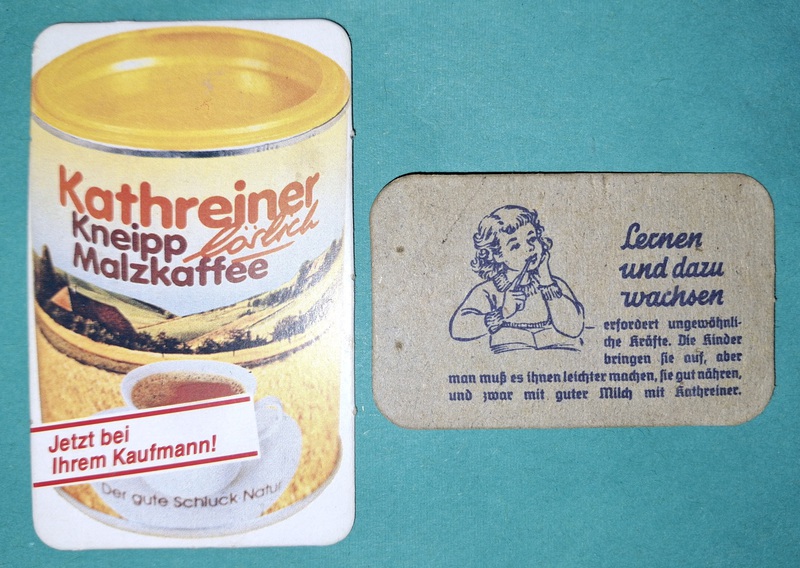 Kathreiner
Kneipp löslich
Malzkaffee
Jetzt bei
Ihrem Kaufmann!
Der gute Schluck Natur
Lernen
und dazu
wachsen
erfordert ungewöhnli-
che Kräfte. Die Kinder
bringen sie auf, aber
man muß es ihnen leichter machen, sie gut nähren,
und zwar mit guter Milch mit Kathreiner.